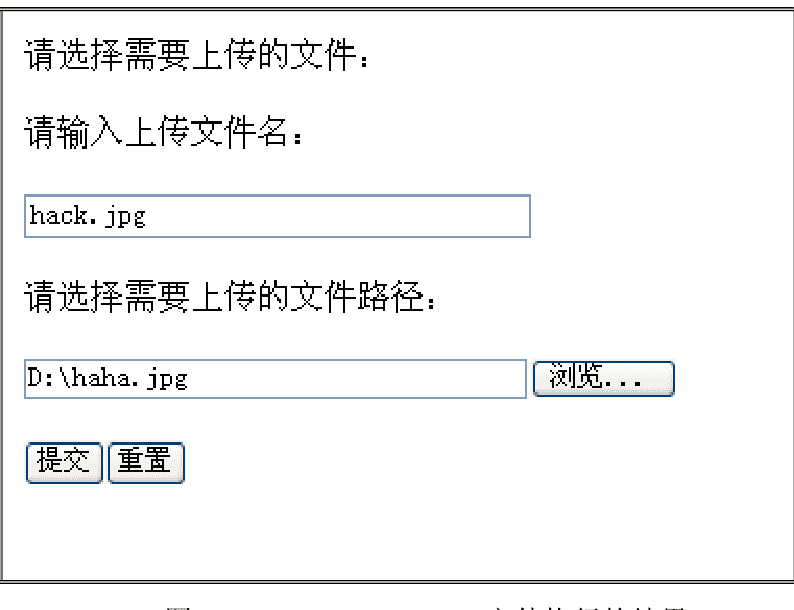 请选择需要上传的文件：
请输入上传文件名：
hack.jpg
请选择需要上传的文件路径：
D:\haha.jpg 浏览...
提交 重置